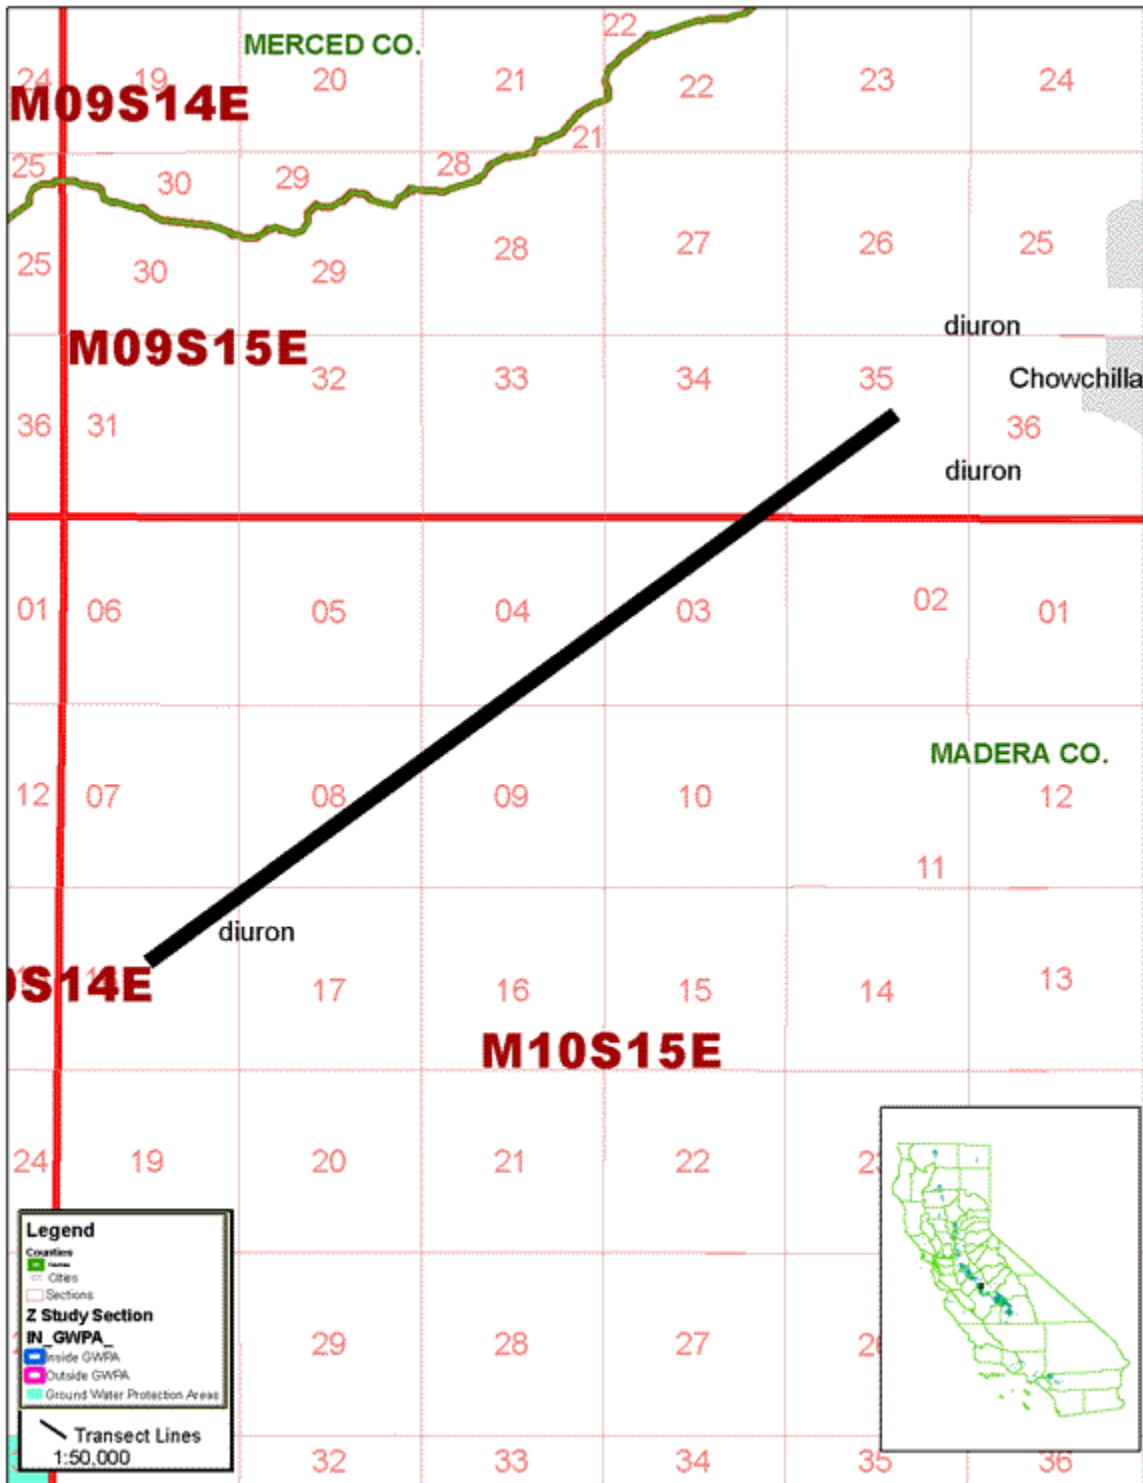 22
MERCED CO.
24 19 20 21 22 23 24
M09S14E
21
25 30 29 28
28 27 26 25
25 30 29
diuron
M09S15E
32 33 34 35 Chowchilla
36 31 36
diuron
01 06 05 04 03 02 01
MADERA CO.
12 07 08 09 10 12
11
diuron
S14E 17 16 15 14 13
M10S15E
24 19 20 21 22
Legend
Counties
Cities
Sections
Z Study Section
IN_GWPA_
Inside GWPA
Outside GWPA
Ground Water Protection Areas
29 28 27
Transect Lines
1:50,000
32 33 34 35 36